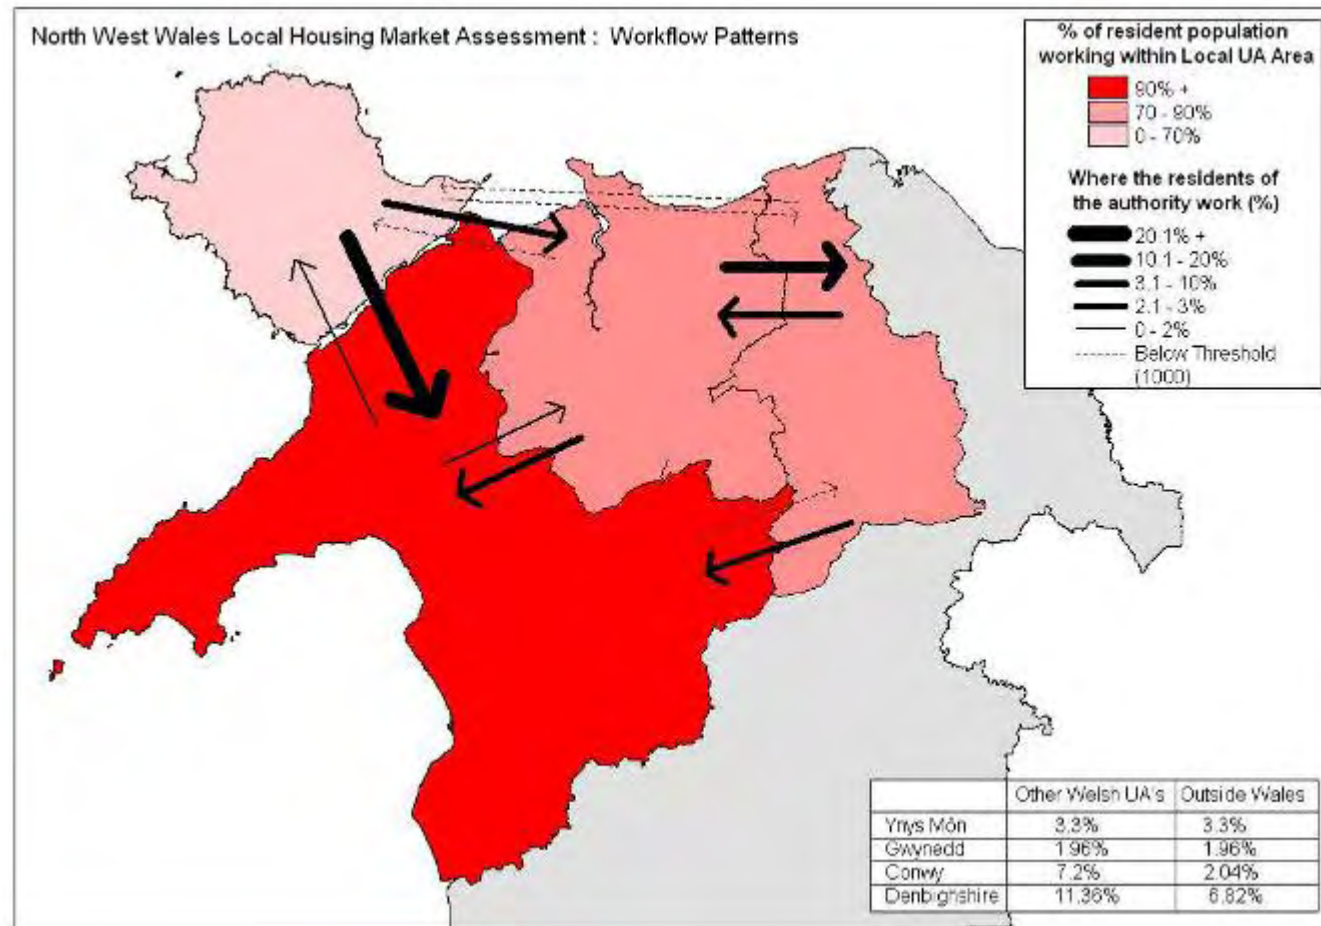 North West Wales Local Housing Market Assessment : Workflow Patterns
% of resident population
working within Local UA Area
90% +
70 - 90%
0 - 70%
Where the residents of
the authority work (%)
20.1% +
10.1 - 20%
3.1 - 10%
2.1 - 3%
0 - 2%
Below Threshold
(1000)
Other Welsh UA's Outside Wales
Ynys Môn 3.3% 3.3%
Gwynedd 1.96% 1.96%
Conwy 7.2% 2.04%
Denbighshire 11.36% 6.82%